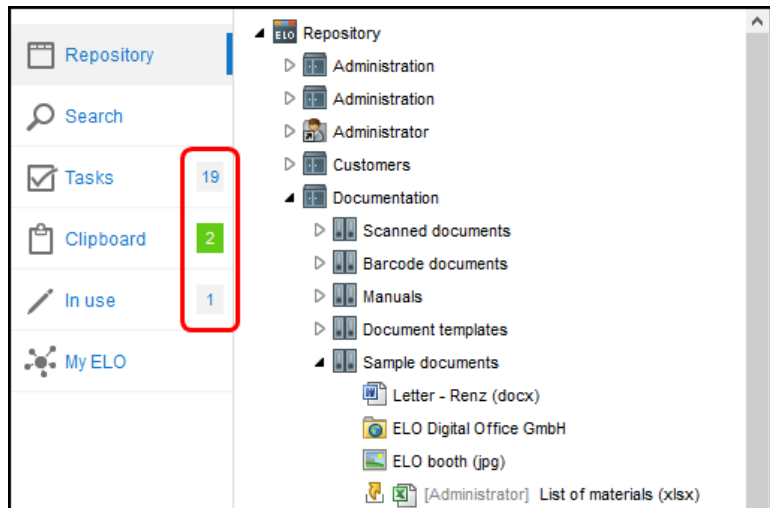 Repository
Search
Tasks 19
Clipboard 2
In use 1
My ELO
ELO Repository
Administration
Administration
Administrator
Customers
Documentation
Scanned documents
Barcode documents
Manuals
Document templates
Sample documents
Letter - Renz (docx)
ELO Digital Office GmbH
ELO booth (jpg)
[Administrator] List of materials (xlsx)